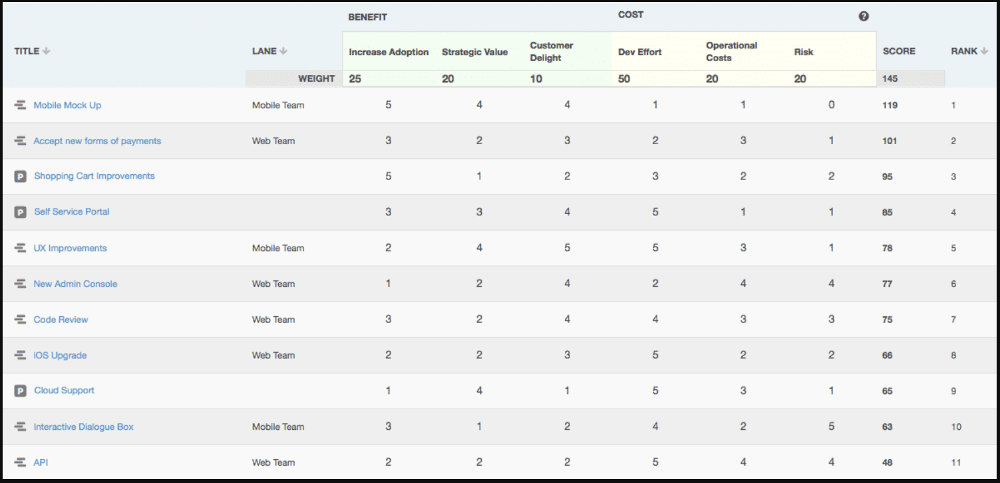 BENEFIT COST ?
TITLE LANE Increase Adoption Strategic Value Customer Delight Dev Effort Operational Costs Risk SCORE RANK
WEIGHT 25 20 10 50 20 20 145
Mobile Mock Up Mobile Team 5 4 4 1 1 0 119 1
Accept new forms of payments Web Team 3 2 3 2 3 1 101 2
P Shopping Cart Improvements 5 1 2 3 2 2 95 3
P Self Service Portal 3 3 4 5 1 1 85 4
UX Improvements Mobile Team 2 4 5 5 3 1 78 5
New Admin Console Web Team 1 2 4 2 4 4 77 6
Code Review Web Team 3 2 4 4 3 3 75 7
iOS Upgrade Web Team 2 2 3 5 2 2 66 8
P Cloud Support 1 4 1 5 3 1 65 9
Interactive Dialogue Box Mobile Team 3 1 2 4 2 5 63 10
API Web Team 2 2 2 5 4 4 48 11